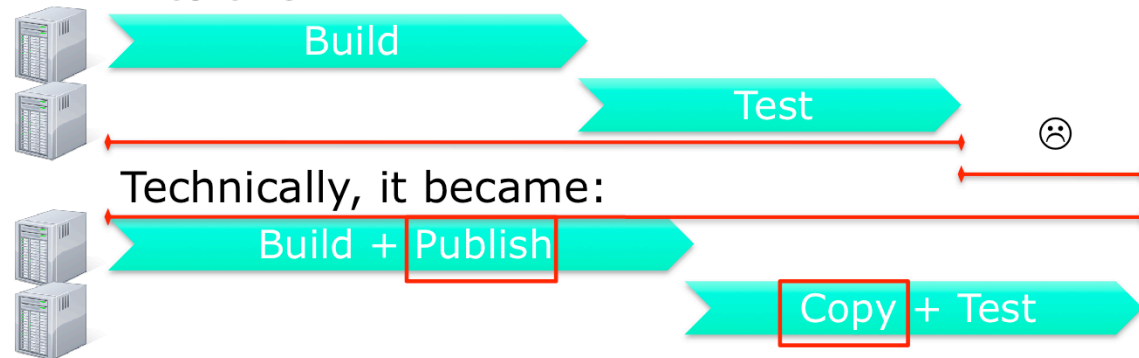 Build
Test
☹
Technically, it became:
Build + Publish
Copy + Test